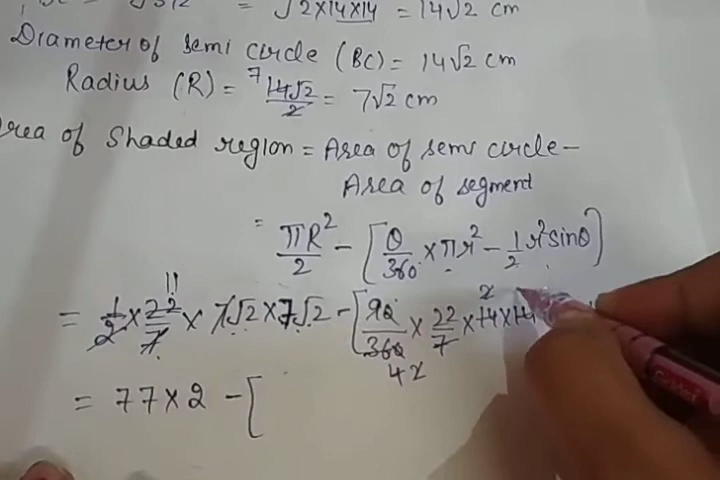 = √2×14×14 = 14√2 cm
Diameter of semi circle (BC) = 14√2 cm
Radius (R) = 7 14√2/2 = 7√2 cm
Area of Shaded region = Area of semi circle –
Area of segment
= πR²/2 – [θ/360 × πr² – 1/2 r² sinθ]
11
= 1/2 × 22/7 × 7√2 × 7√2 – [90/360 × 22/7 × 14 × 14
= 77×2 – [